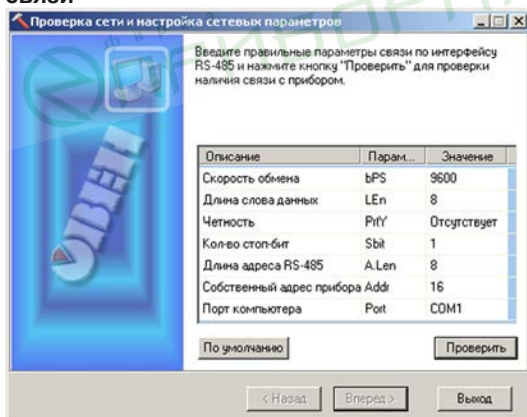 связи
Проверка сети и настройка сетевых параметров
Введите правильные параметры связи по интерфейсу
RS-485 и нажмите кнопку "Проверить" для проверки
наличия связи с прибором.
ОВЕН
Описание Парам... Значение
Скорость обмена bPS 9600
Длина слова данных LEn 8
Четность PrtY Отсутствует
Кол-во стоп-бит Sbit 1
Длина адреса RS-485 A.Len 8
Собственный адрес прибора Addr 16
Порт компьютера Port COM1
По умолчанию Проверить
< Назад Вперед > Выход